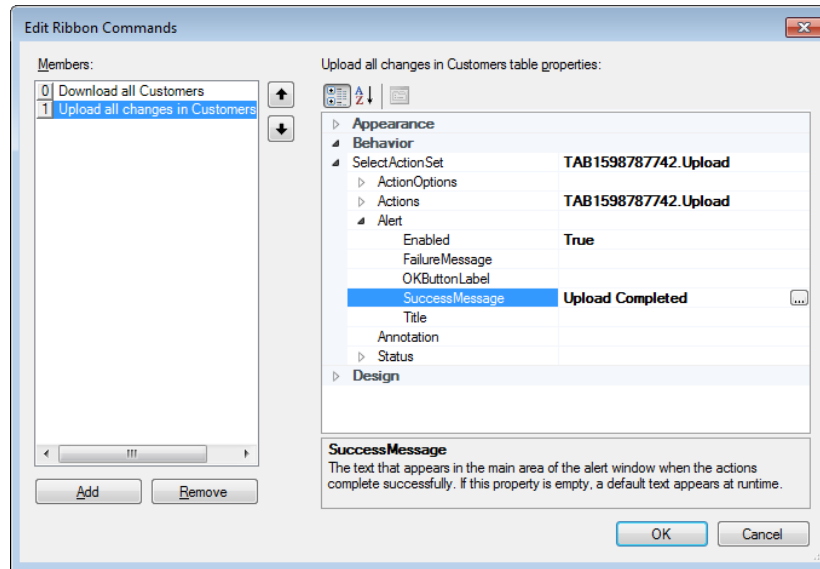 Edit Ribbon Commands
Members:
0 Download all Customers
1 Upload all changes in Customers
Add
Remove
Upload all changes in Customers table properties:
Appearance
Behavior
SelectActionSet TAB1598787742.Upload
ActionOptions
Actions TAB1598787742.Upload
Alert
Enabled True
FailureMessage
OKButtonLabel
SuccessMessage Upload Completed ...
Title
Annotation
Status
Design
SuccessMessage
The text that appears in the main area of the alert window when the actions
complete successfully. If this property is empty, a default text appears at runtime.
OK
Cancel